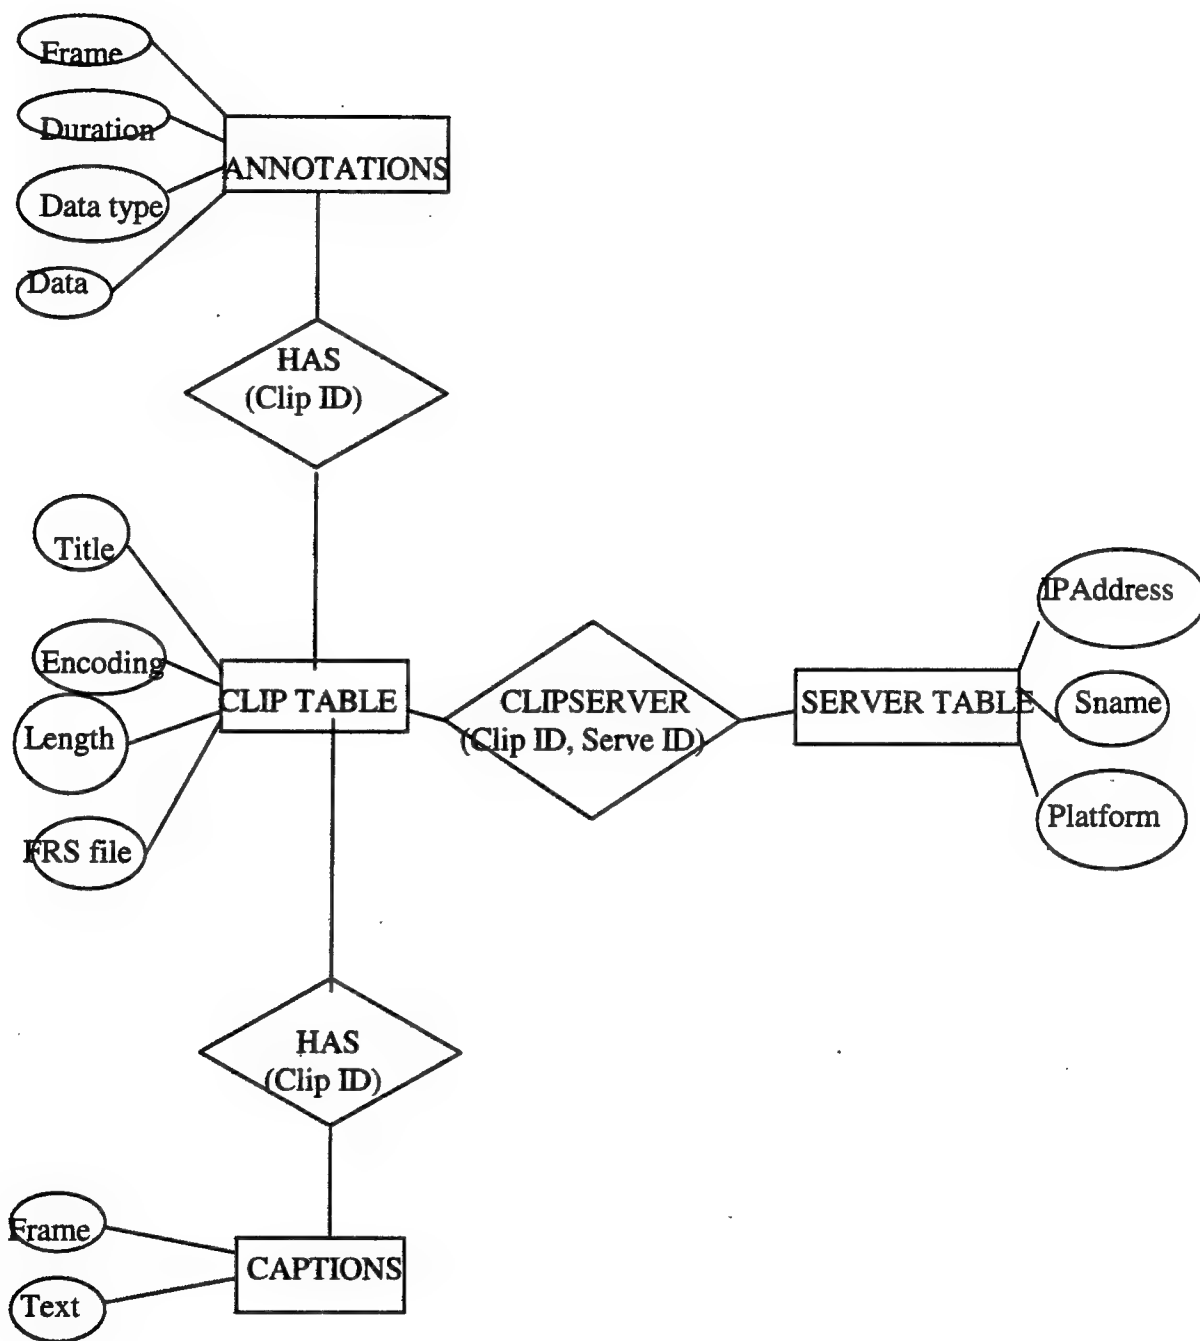 Frame
Duration
ANNOTATIONS
Data type
Data
HAS
(Clip ID)
Title
Encoding
CLIP TABLE
Length
FRS file
CLIPSERVER
(Clip ID, Serve ID)
SERVER TABLE
IPAddress
Sname
Platform
HAS
(Clip ID)
Frame
CAPTIONS
Text